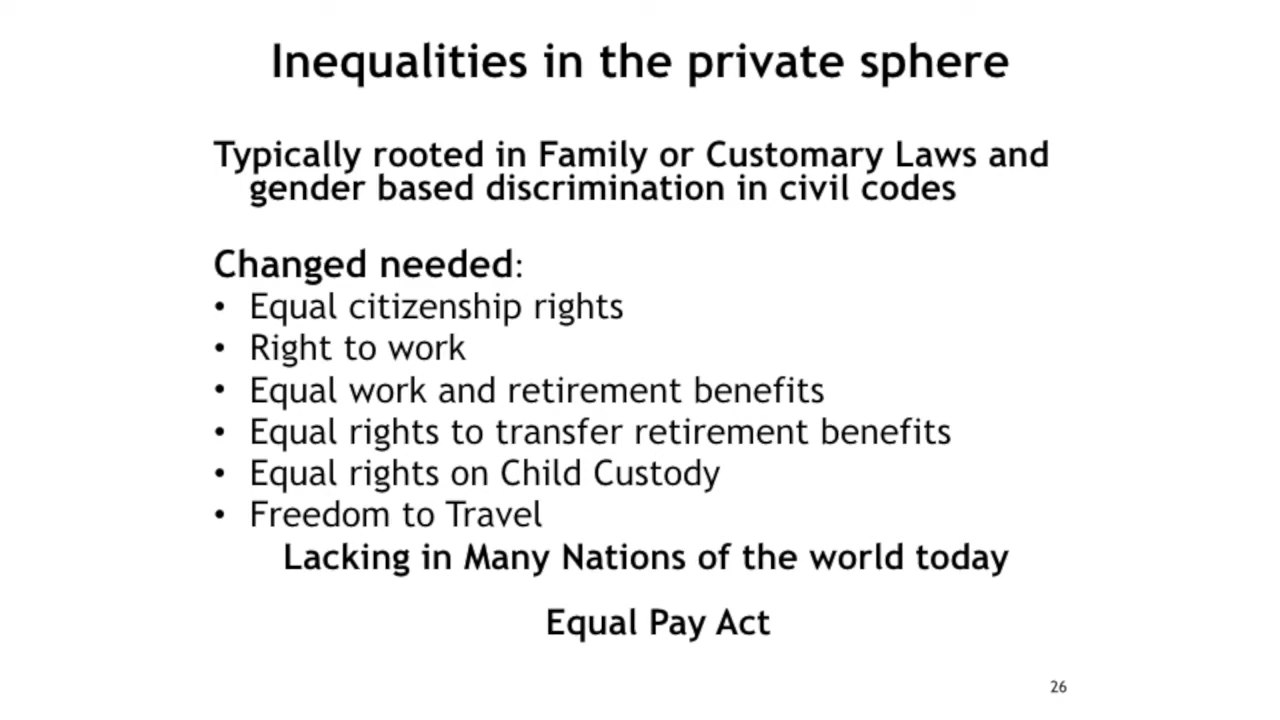 Inequalities in the private sphere
Typically rooted in Family or Customary Laws and
gender based discrimination in civil codes
Changed needed:
• Equal citizenship rights
• Right to work
• Equal work and retirement benefits
• Equal rights to transfer retirement benefits
• Equal rights on Child Custody
• Freedom to Travel
Lacking in Many Nations of the world today
Equal Pay Act
26